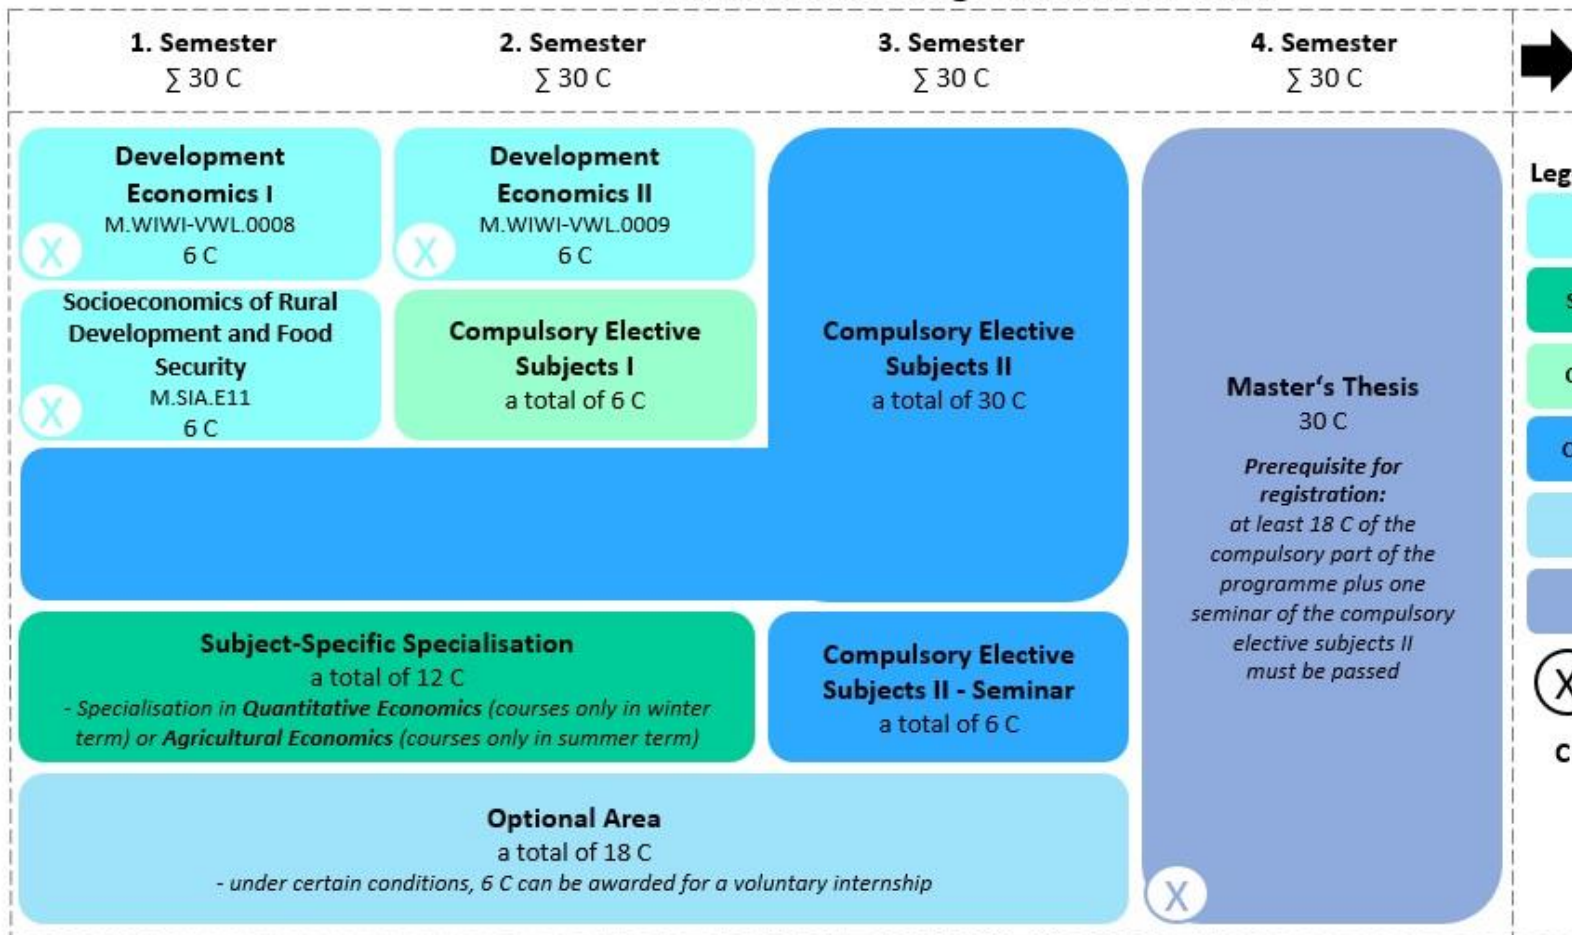 1. Semester
∑ 30 C
2. Semester
∑ 30 C
3. Semester
∑ 30 C
4. Semester
∑ 30 C
Development
Economics I
M.WIWI-VWL.0008
6 C
X
Development
Economics II
M.WIWI-VWL.0009
6 C
X
Socioeconomics of Rural
Development and Food
Security
M.SIA.E11
6 C
X
Compulsory Elective
Subjects I
a total of 6 C
Compulsory Elective
Subjects II
a total of 30 C
Master‘s Thesis
30 C
Prerequisite for
registration:
at least 18 C of the
compulsory part of the
programme plus one
seminar of the compulsory
elective subjects II
must be passed
X
Subject-Specific Specialisation
a total of 12 C
- Specialisation in Quantitative Economics (courses only in winter
term) or Agricultural Economics (courses only in summer term)
Compulsory Elective
Subjects II - Seminar
a total of 6 C
Optional Area
a total of 18 C
- under certain conditions, 6 C can be awarded for a voluntary internship
Leg
X
C